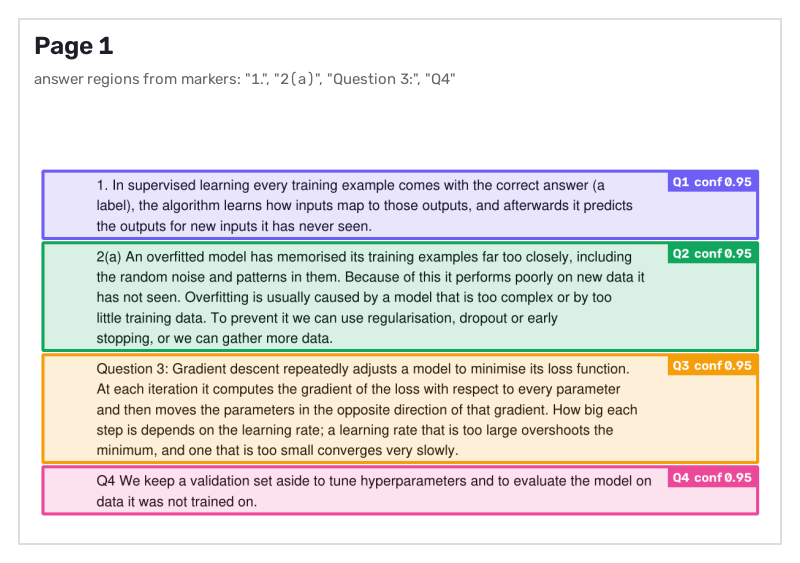 Page 1
answer regions from markers: "1.", "2(a)", "Question 3:", "Q4"
Q1 conf 0.95
1. In supervised learning every training example comes with the correct answer (a
label), the algorithm learns how inputs map to those outputs, and afterwards it predicts
the outputs for new inputs it has never seen.
Q2 conf 0.95
2(a) An overfitted model has memorised its training examples far too closely, including
the random noise and patterns in them. Because of this it performs poorly on new data it
has not seen. Overfitting is usually caused by a model that is too complex or by too
little training data. To prevent it we can use regularisation, dropout or early
stopping, or we can gather more data.
Q3 conf 0.95
Question 3: Gradient descent repeatedly adjusts a model to minimise its loss function.
At each iteration it computes the gradient of the loss with respect to every parameter
and then moves the parameters in the opposite direction of that gradient. How big each
step is depends on the learning rate; a learning rate that is too large overshoots the
minimum, and one that is too small converges very slowly.
Q4 conf 0.95
Q4 We keep a validation set aside to tune hyperparameters and to evaluate the model on
data it was not trained on.